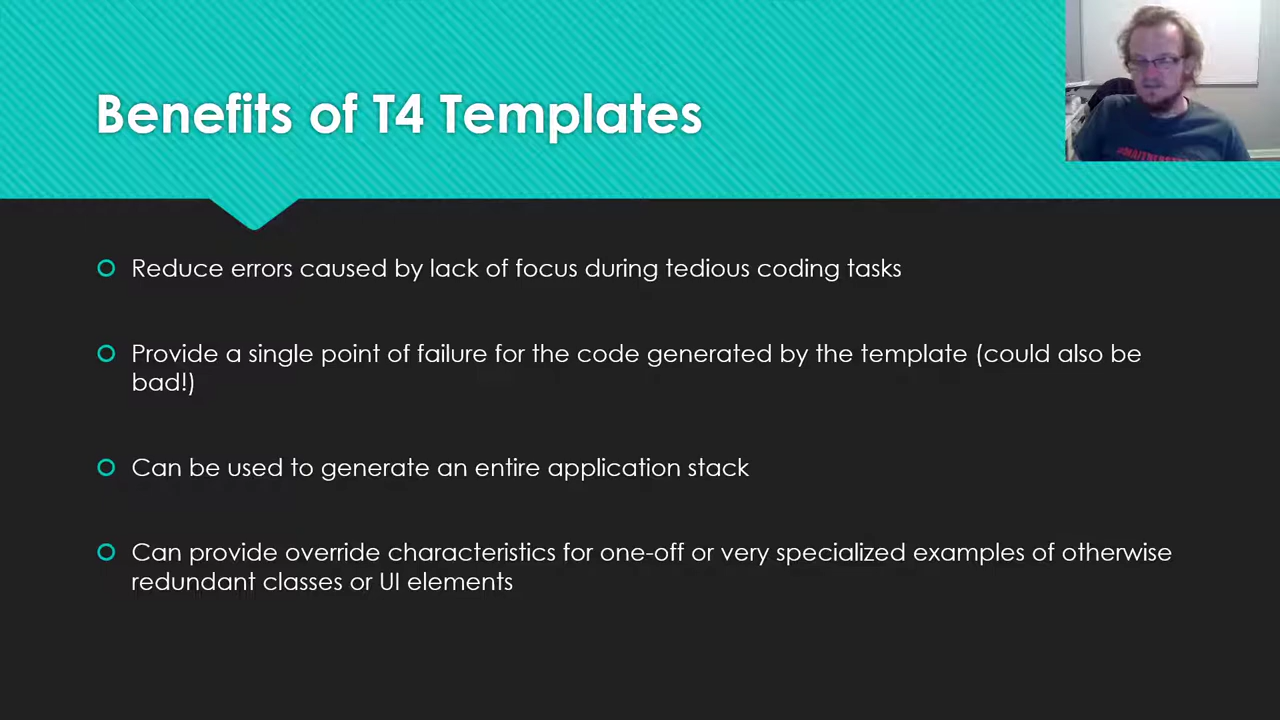 Benefits of T4 Templates
Reduce errors caused by lack of focus during tedious coding tasks
Provide a single point of failure for the code generated by the template (could also be
bad!)
Can be used to generate an entire application stack
Can provide override characteristics for one-off or very specialized examples of otherwise
redundant classes or UI elements